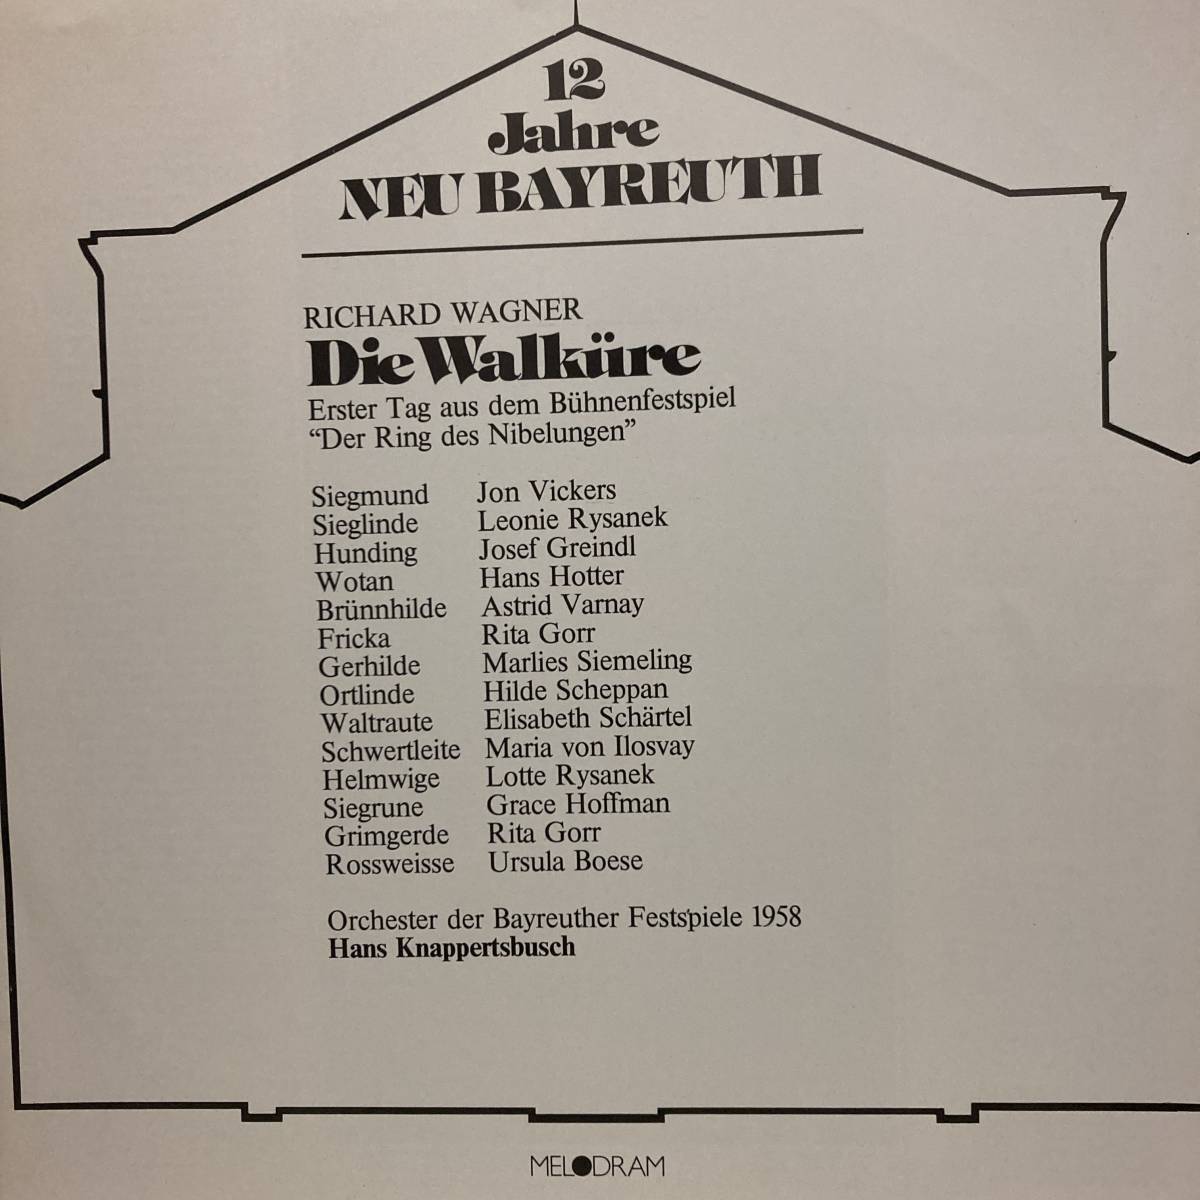 12
Jahre
NEU BAYREUTH
RICHARD WAGNER
Die Walküre
Erster Tag aus dem Bühnenfestspiel
“Der Ring des Nibelungen”
Siegmund Jon Vickers
Sieglinde Leonie Rysanek
Hunding Josef Greindl
Wotan Hans Hotter
Brünnhilde Astrid Varnay
Fricka Rita Gorr
Gerhilde Marlies Siemeling
Ortlinde Hilde Scheppan
Waltraute Elisabeth Schärtel
Schwertleite Maria von Ilosvay
Helmwige Lotte Rysanek
Siegrune Grace Hoffman
Grimgerde Rita Gorr
Rossweisse Ursula Boese
Orchester der Bayreuther Festspiele 1958
Hans Knappertsbusch
MELODRAM